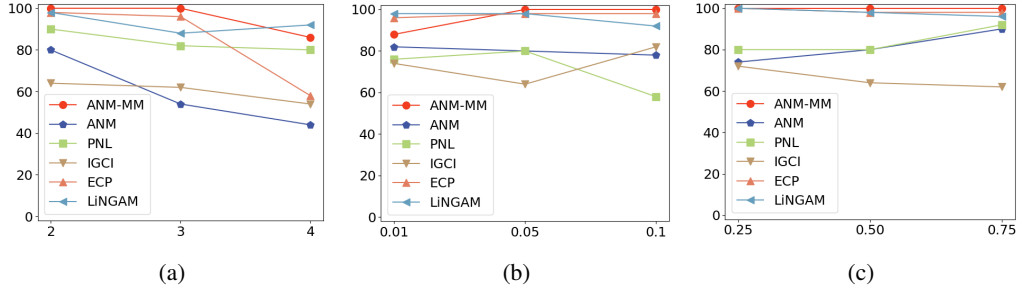 100
80
60
40
20
0
ANM-MM
ANM
PNL
IGCI
ECP
LiNGAM
2 3 4
(a)
100
80
60
40
20
0
ANM-MM
ANM
PNL
IGCI
ECP
LiNGAM
0.01 0.05 0.1
(b)
100
80
60
40
20
0
ANM-MM
ANM
PNL
IGCI
ECP
LiNGAM
0.25 0.50 0.75
(c)